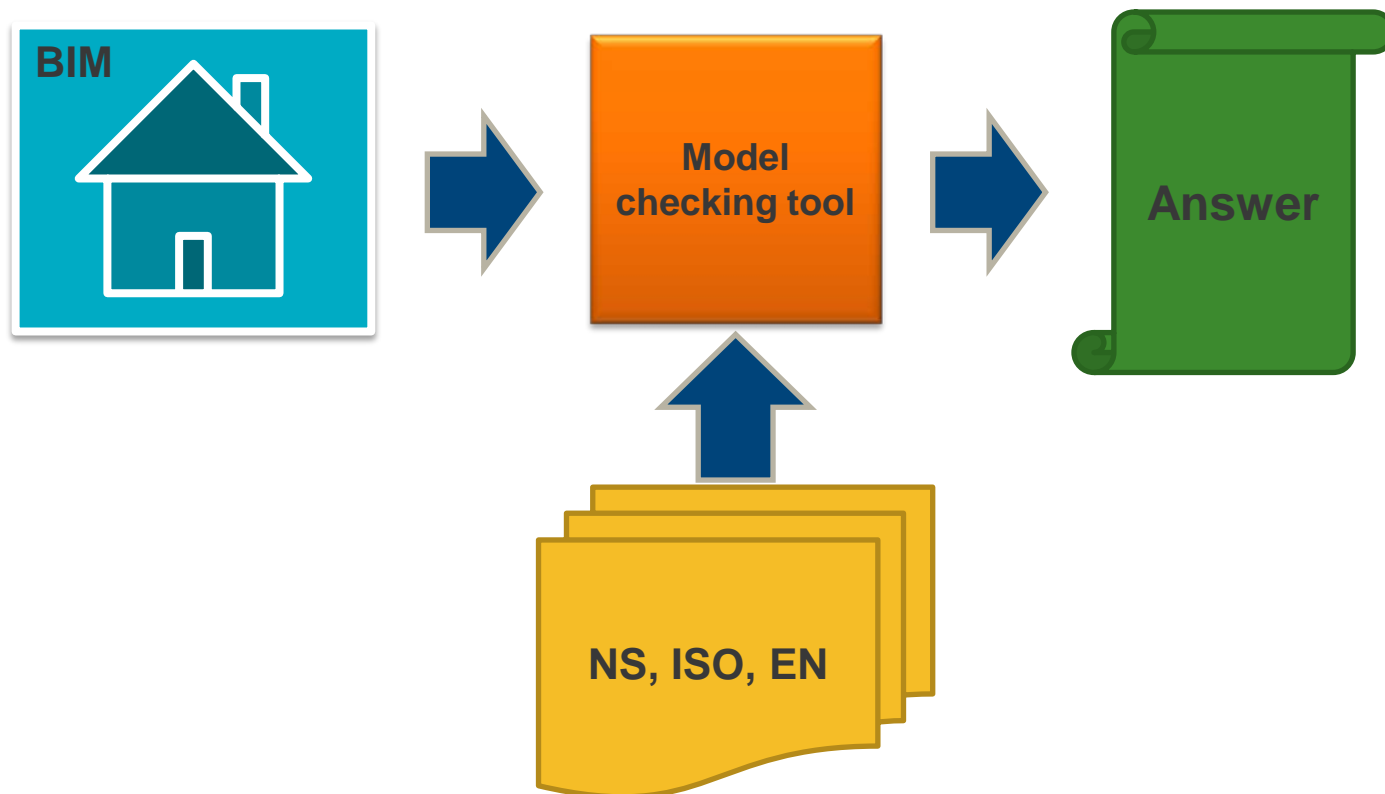 BIM
Model
checking tool
Answer
NS, ISO, EN